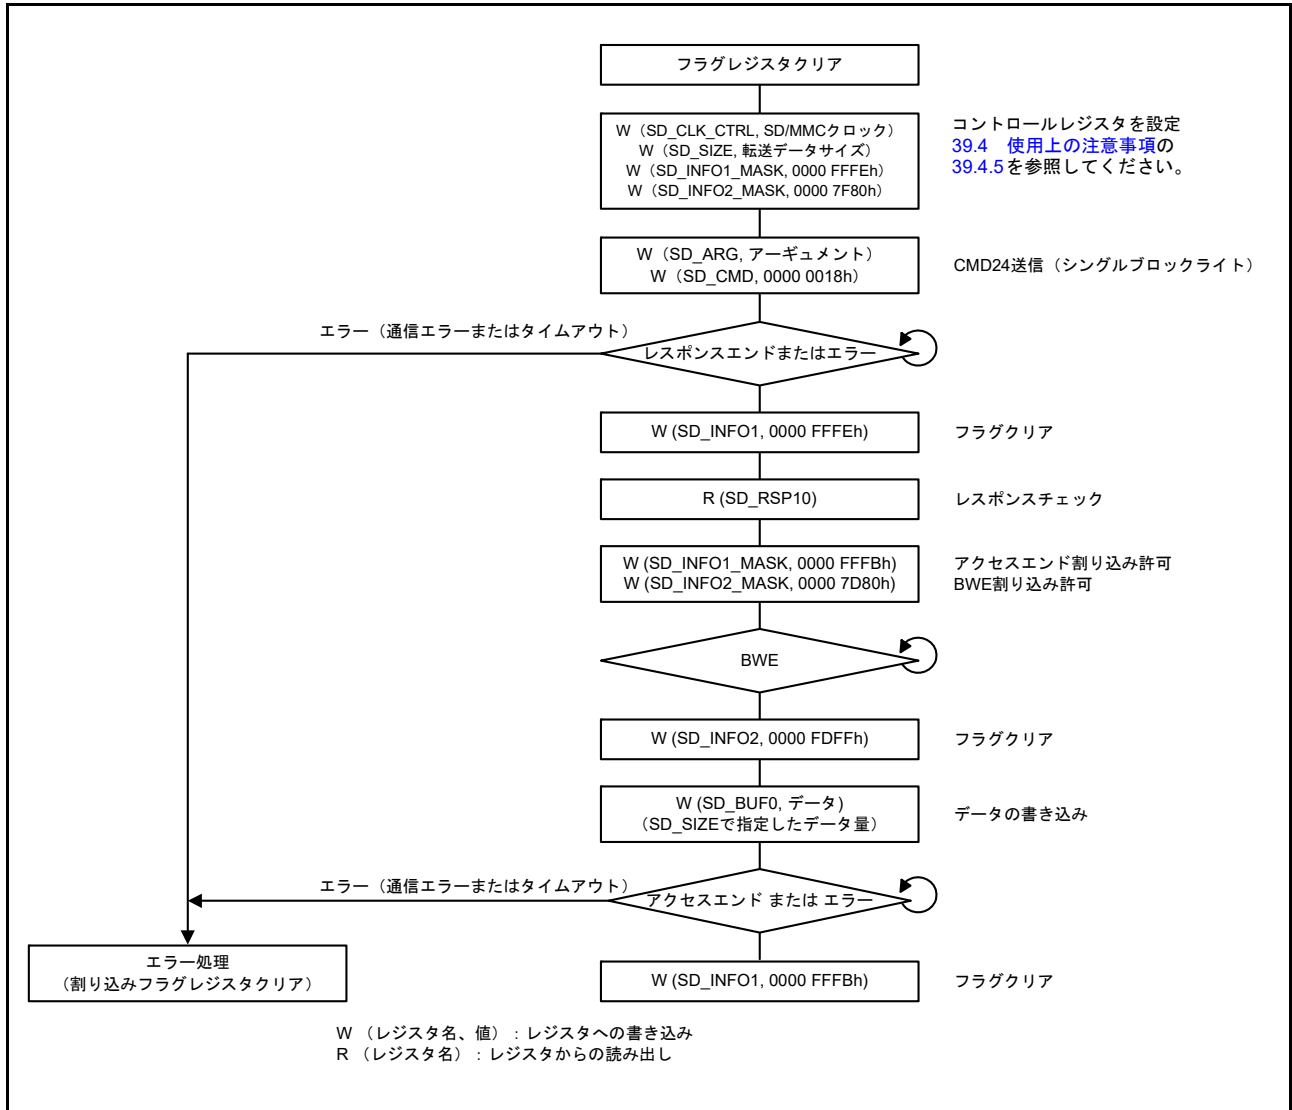 フラグレジスタクリア
W（SD_CLK_CTRL, SD/MMCクロック）
W（SD_SIZE, 転送データサイズ）
W（SD_INFO1_MASK, 0000 FFFEh）
W（SD_INFO2_MASK, 0000 7F80h）
コントロールレジスタを設定
39.4　使用上の注意事項の
39.4.5を参照してください。
W（SD_ARG, アーギュメント）
W（SD_CMD, 0000 0018h）
CMD24送信（シングルブロックライト）
エラー（通信エラーまたはタイムアウト）
レスポンスエンドまたはエラー
W (SD_INFO1, 0000 FFFEh)
フラグクリア
R (SD_RSP10)
レスポンスチェック
W (SD_INFO1_MASK, 0000 FFFBh)
W (SD_INFO2_MASK, 0000 7D80h)
アクセスエンド割り込み許可
BWE割り込み許可
BWE
W (SD_INFO2, 0000 FDFFh)
フラグクリア
W (SD_BUF0, データ)
（SD_SIZEで指定したデータ量）
データの書き込み
エラー（通信エラーまたはタイムアウト）
アクセスエンド または エラー
エラー処理
（割り込みフラグレジスタクリア）
W (SD_INFO1, 0000 FFFBh)
フラグクリア
W （レジスタ名、値）：レジスタへの書き込み
R （レジスタ名）：レジスタからの読み出し